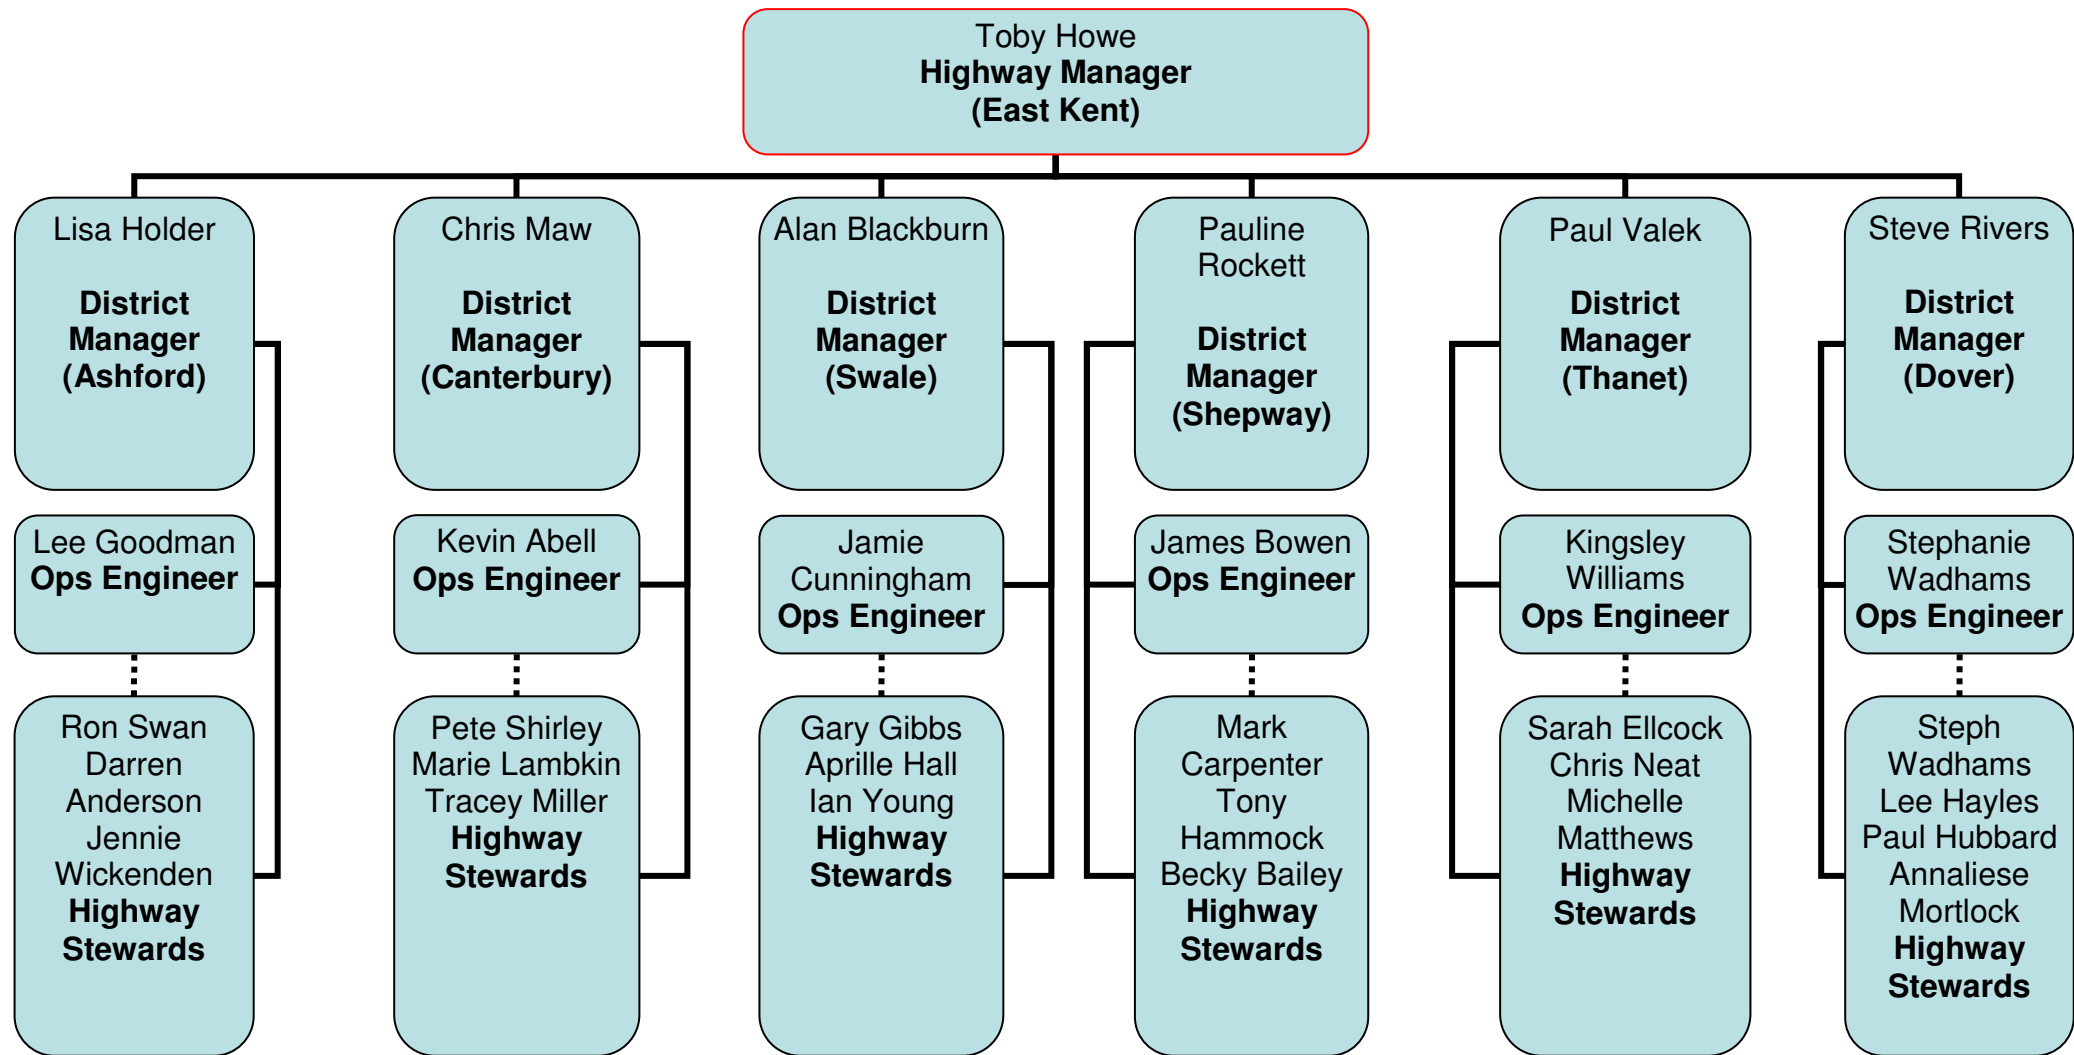 Toby Howe
Highway Manager
(East Kent)
Lisa Holder
District
Manager
(Ashford)
Chris Maw
District
Manager
(Canterbury)
Alan Blackburn
District
Manager
(Swale)
Pauline
Rockett
District
Manager
(Shepway)
Paul Valek
District
Manager
(Thanet)
Steve Rivers
District
Manager
(Dover)
Lee Goodman
Ops Engineer
Kevin Abell
Ops Engineer
Jamie
Cunningham
Ops Engineer
James Bowen
Ops Engineer
Kingsley
Williams
Ops Engineer
Stephanie
Wadhams
Ops Engineer
Ron Swan
Darren
Anderson
Jennie
Wickenden
Highway
Stewards
Pete Shirley
Marie Lambkin
Tracey Miller
Highway
Stewards
Gary Gibbs
Aprille Hall
Ian Young
Highway
Stewards
Mark
Carpenter
Tony
Hammock
Becky Bailey
Highway
Stewards
Sarah Ellcock
Chris Neat
Michelle
Matthews
Highway
Stewards
Steph
Wadhams
Lee Hayles
Paul Hubbard
Annaliese
Mortlock
Highway
Stewards